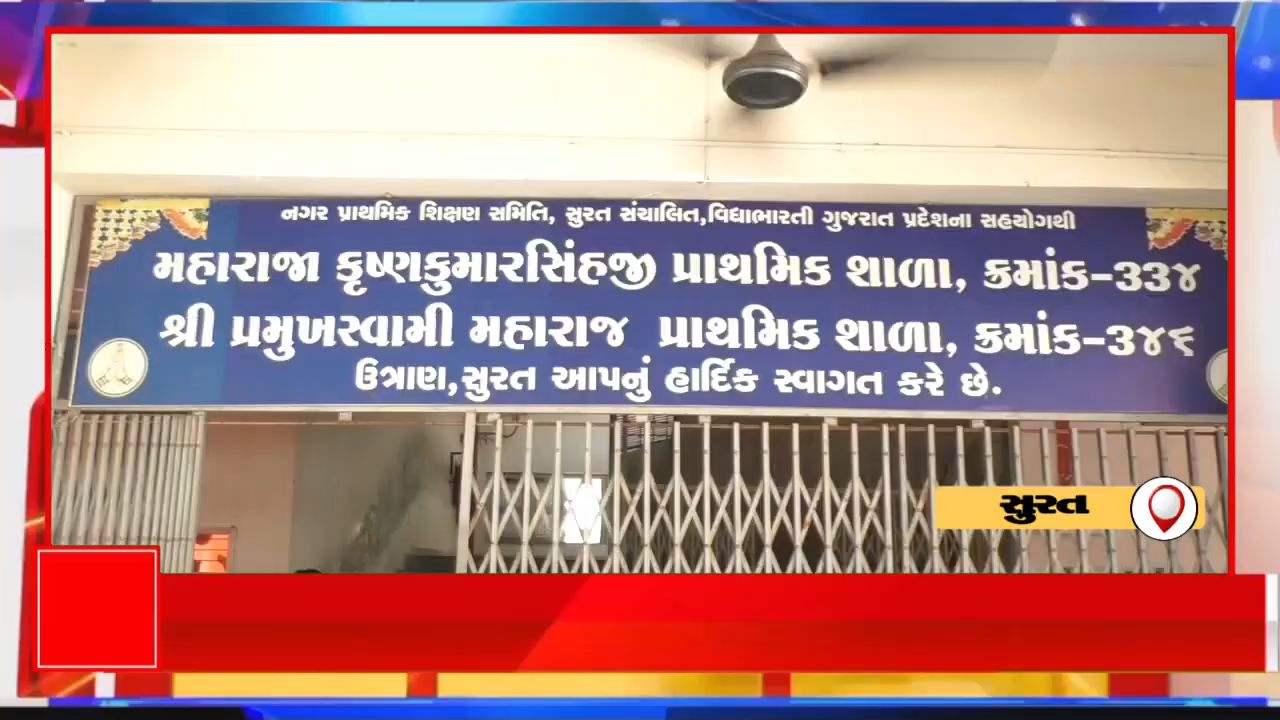 નગર પ્રાથમિક શિક્ષણ સમિતિ, સુરત સંચાલિત,વિદ્યાભારતી ગુજરાત પ્રદેશના સહયોગથી
મહારાજા કૃષ્ણકુમારસિંહજી પ્રાથમિક શાળા, ક્રમાંક-૩૩૪
શ્રી પ્રમુખસ્વામી મહારાજ પ્રાથમિક શાળા, ક્રમાંક-૩૪૬
ઉત્રાણ,સુરત આપનું હાર્દિક સ્વાગત કરે છે.
સુરત